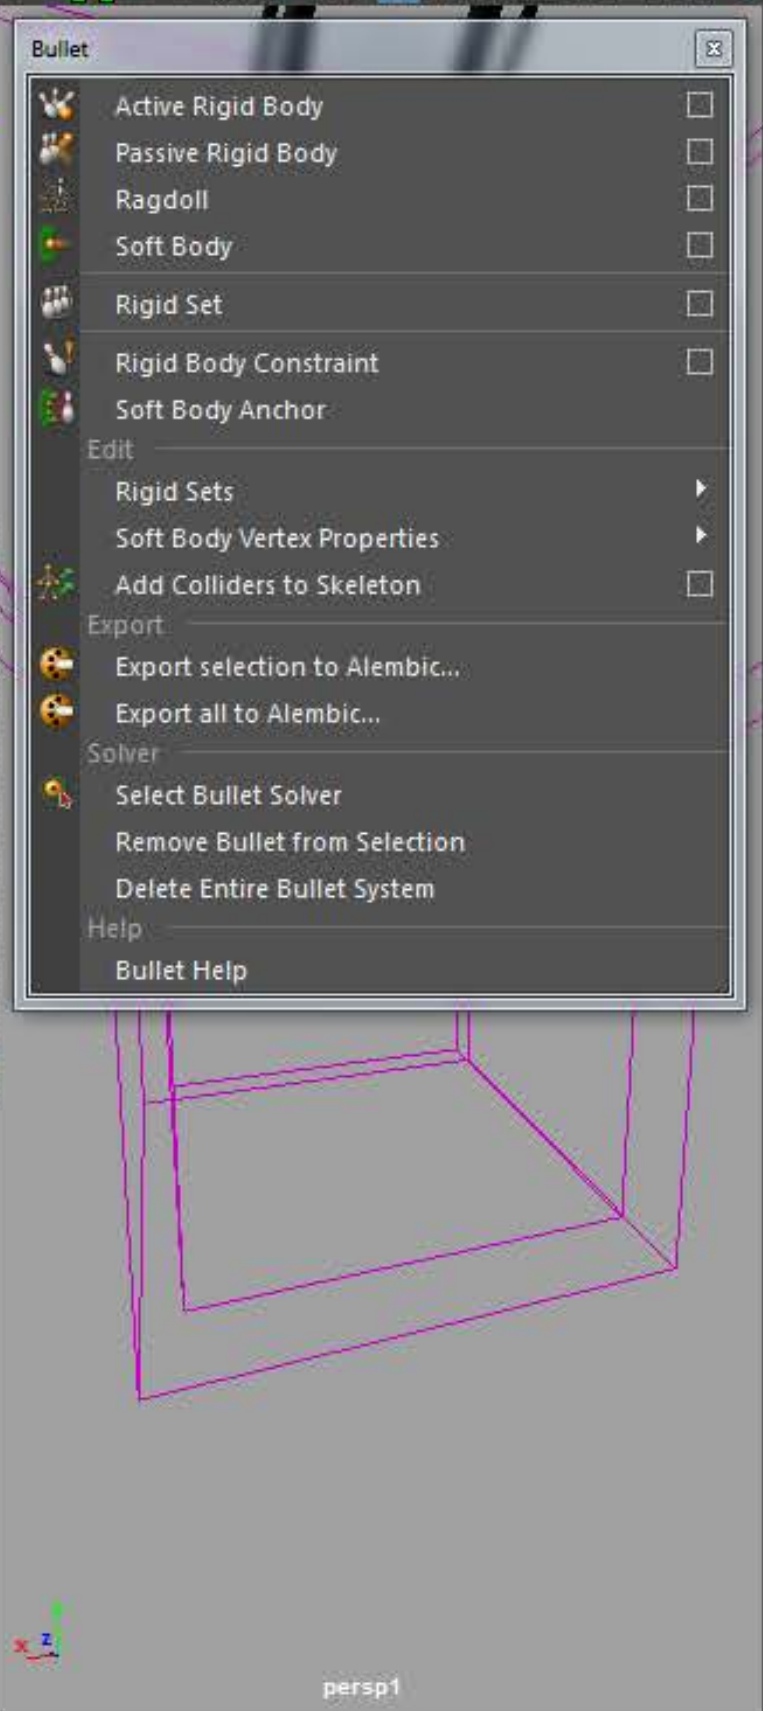 Bullet
Active Rigid Body
Passive Rigid Body
Ragdoll
Soft Body
Rigid Set
Rigid Body Constraint
Soft Body Anchor
Edit
Rigid Sets
Soft Body Vertex Properties
Add Colliders to Skeleton
Export
Export selection to Alembic...
Export all to Alembic...
Solver
Select Bullet Solver
Remove Bullet from Selection
Delete Entire Bullet System
Help
Bullet Help
x z
persp1